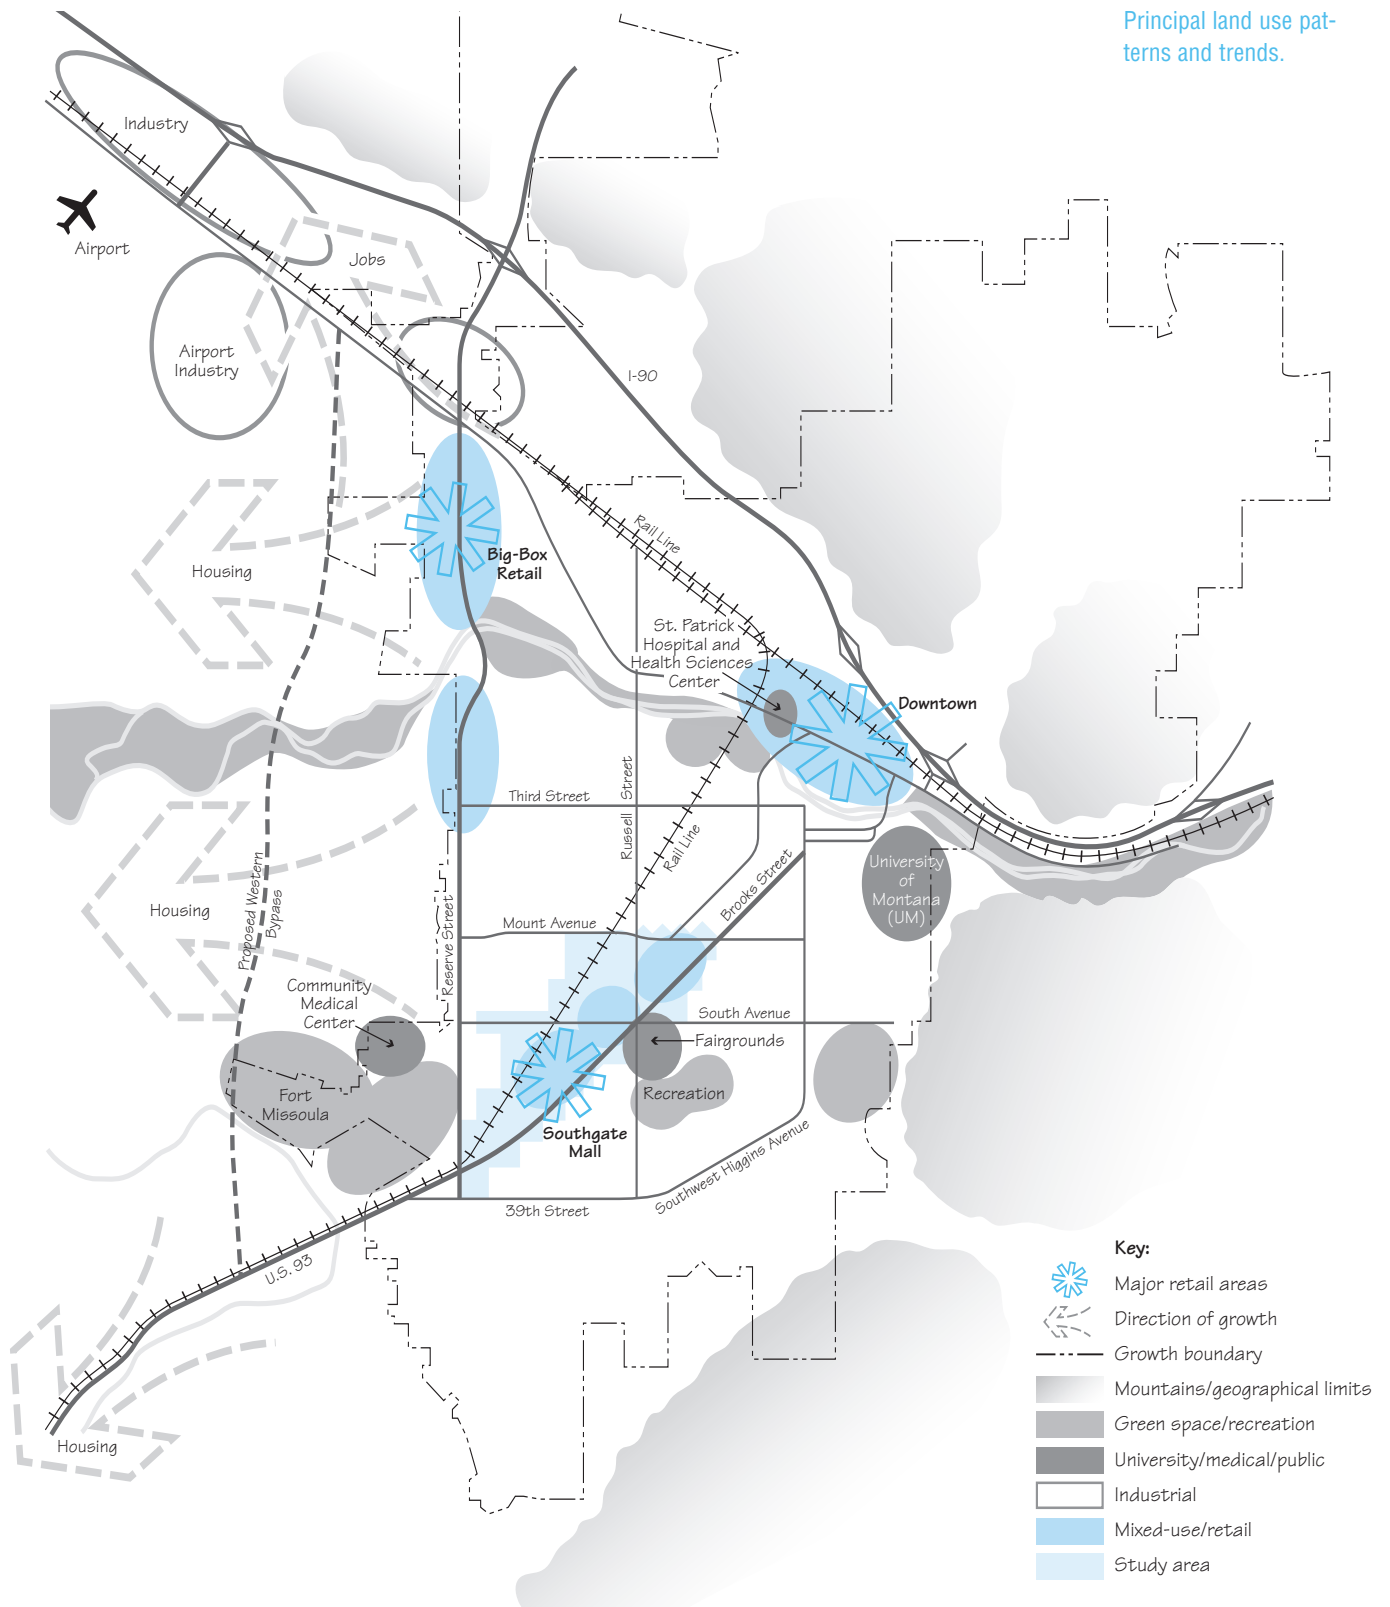 Principal land use pat-
terns and trends.
Industry
Airport
Jobs
Airport
Industry
I-90
Rail Line
Big-Box
Retail
Housing
St. Patrick
Hospital and
Health Sciences
Center
Downtown
Third Street
Russell Street
Rail Line
Brooks Street
University
of
Montana
(UM)
Housing
Proposed Western
Bypass
Reserve Street
Mount Avenue
Community
Medical
Center
South Avenue
Fairgrounds
Recreation
Fort
Missoula
Southgate
Mall
Southwest Higgins Avenue
39th Street
U.S. 93
Housing
Key:
Major retail areas
Direction of growth
Growth boundary
Mountains/geographical limits
Green space/recreation
University/medical/public
Industrial
Mixed-use/retail
Study area